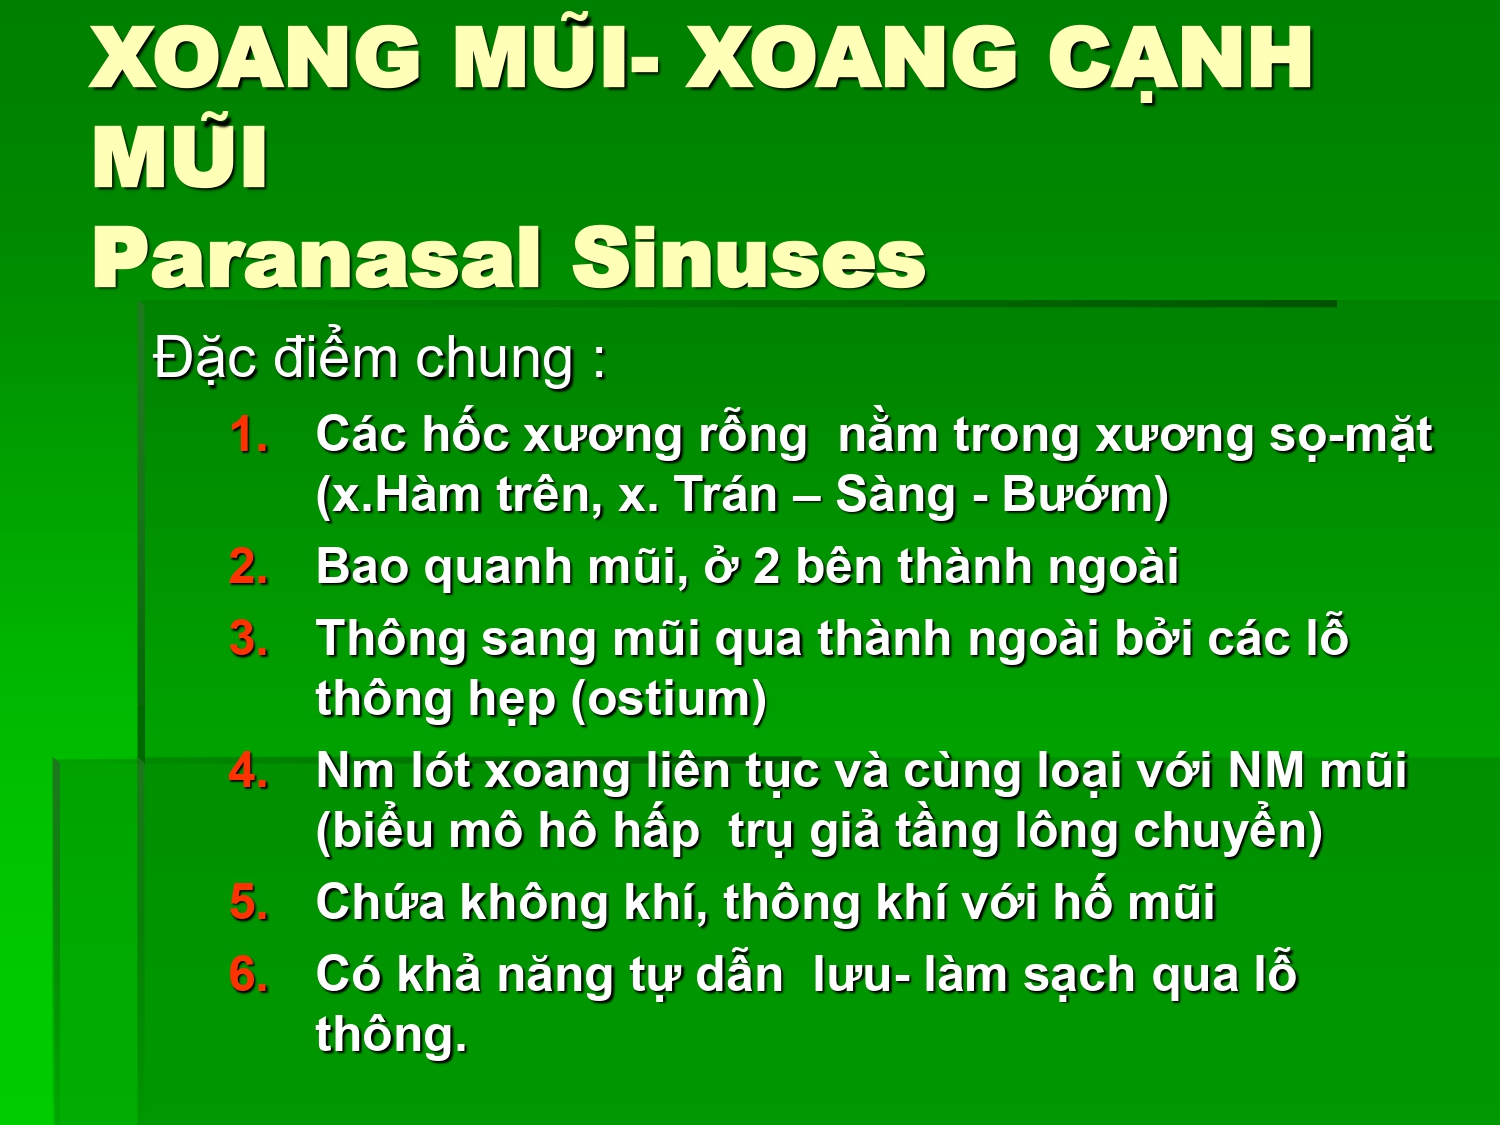 XOANG MŨI- XOANG CẠNH
MŨI
Paranasal Sinuses
Đặc điểm chung :
1. Các hốc xương rỗng nằm trong xương sọ-mặt
(x.Hàm trên, x. Trán – Sàng - Bướm)
2. Bao quanh mũi, ở 2 bên thành ngoài
3. Thông sang mũi qua thành ngoài bởi các lỗ
thông hẹp (ostium)
4. Nm lót xoang liên tục và cùng loại với NM mũi
(biểu mô hô hấp trụ giả tầng lông chuyển)
5. Chứa không khí, thông khí với hố mũi
6. Có khả năng tự dẫn lưu- làm sạch qua lỗ
thông.